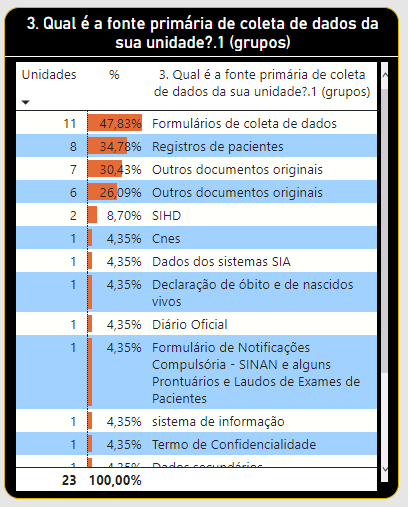 3. Qual é a fonte primária de coleta de dados da
sua unidade?.1 (grupos)
Unidades % 3. Qual é a fonte primária de coleta
de dados da sua unidade?.1 (grupos)
11 47,83% Formulários de coleta de dados
8 34,78% Registros de pacientes
7 30,43% Outros documentos originais
6 26,09% Outros documentos originais
2 8,70% SIHD
1 4,35% Cnes
1 4,35% Dados dos sistemas SIA
1 4,35% Declaração de óbito e de nascidos
vivos
1 4,35% Diário Oficial
1 4,35% Formulário de Notificações
Compulsória - SINAN e alguns
Prontuários e Laudos de Exames de
Pacientes
1 4,35% sistema de informação
1 4,35% Termo de Confidencialidade
1 4,35% Dados secundários
23 100,00%